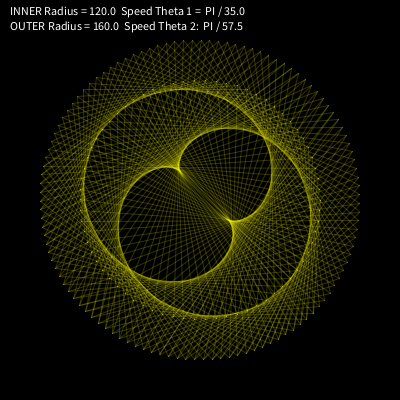 INNER Radius = 120.0  Speed Theta 1 = PI / 35.0
OUTER Radius = 160.0  Speed Theta 2: PI / 57.5